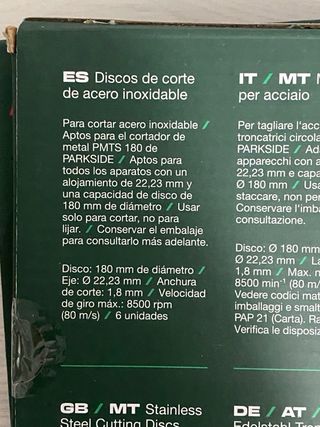 ES Discos de corte
de acero inoxidable
Para cortar acero inoxidable /
Aptos para el cortador de
metal PMTS 180 de
PARKSIDE / Aptos para
todos los aparatos con un
alojamiento de 22,23 mm y
una capacidad de disco de
180 mm de diámetro / Usar
solo para cortar, no para
lijar. / Conservar el embalaje
para consultarlo más adelante.
Disco: 180 mm de diámetro /
Eje: Ø 22,23 mm / Anchura
de corte: 1,8 mm / Velocidad
de giro máx.: 8500 rpm
(80 m/s) / 6 unidades
IT / MT
per acciaio
Per tagliare l'acc
troncatrici circola
PARKSIDE / Ad
apparecchi con a
22,23 mm e capa
Ø 180 mm / Usa
staccare, non per
Conservare l'imba
consultazione.
Disco: Ø 180 mm
Ø 22,23 mm / La
1,8 mm / Max. n
8500 min⁻¹ (80 m/
Vedere codici mat
imballaggi e smalt
PAP 21 (Carta). Ra
Verifica le disposiz
GB / MT Stainless
Steel Cutting Discs
DE / AT /
Edelstahl-Tren